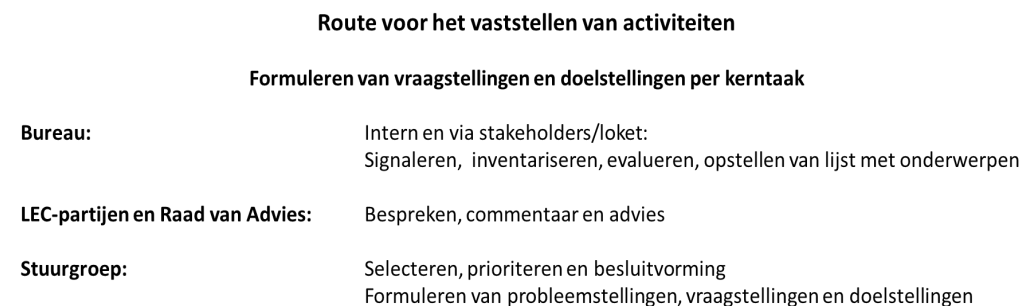 Route voor het vaststellen van activiteiten
Formuleren van vraagstellingen en doelstellingen per kerntaak
Bureau: Intern en via stakeholders/loket:
Signaleren, inventariseren, evalueren, opstellen van lijst met onderwerpen
LEC-partijen en Raad van Advies: Bespreken, commentaar en advies
Stuurgroep: Selecteren, prioriteren en besluitvorming
Formuleren van probleemstellingen, vraagstellingen en doelstellingen